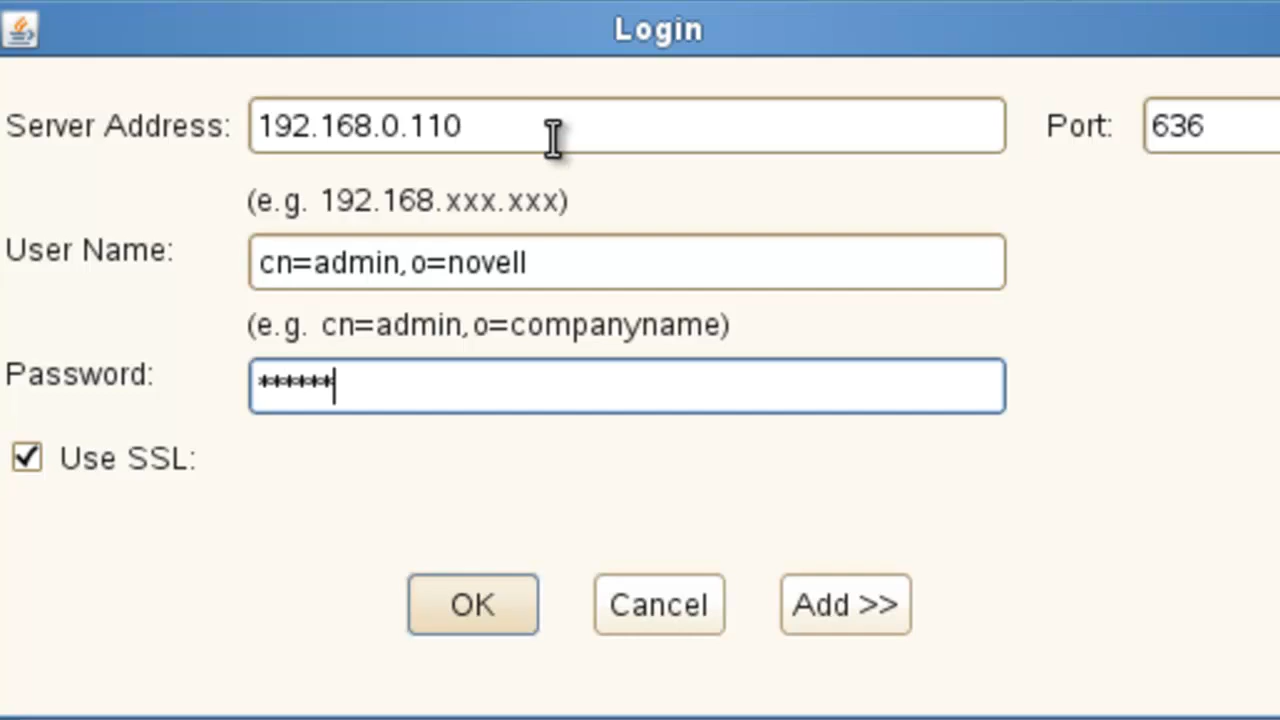 Login
Server Address: 192.168.0.110 Port: 636
(e.g. 192.168.xxx.xxx)
User Name: cn=admin,o=novell
(e.g. cn=admin,o=companyname)
Password: ******
Use SSL:
OK Cancel Add >>